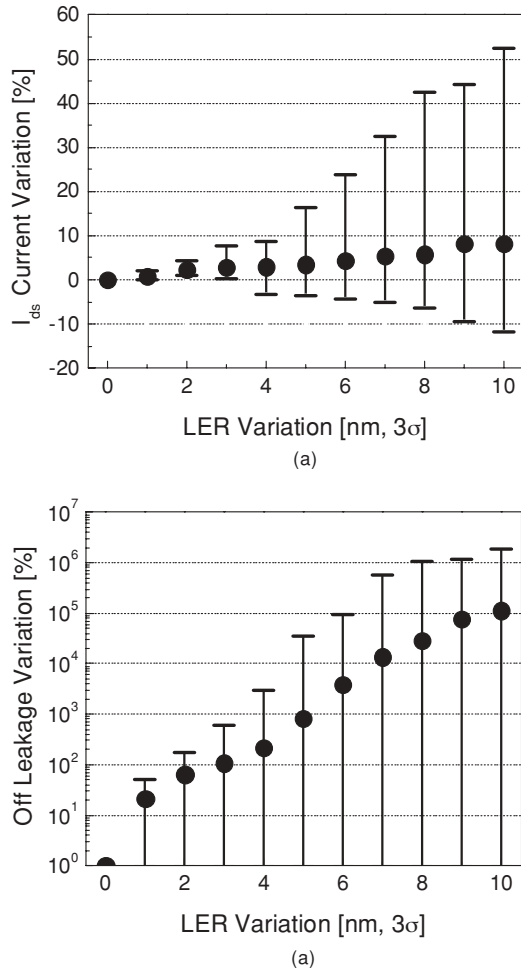 60
50
40
30
20
10
0
-10
-20
I_ds Current Variation [%]
0 2 4 6 8 10
LER Variation [nm, 3σ]
(a)
10^7
10^6
10^5
10^4
10^3
10^2
10^1
10^0
Off Leakage Variation [%]
0 2 4 6 8 10
LER Variation [nm, 3σ]
(a)